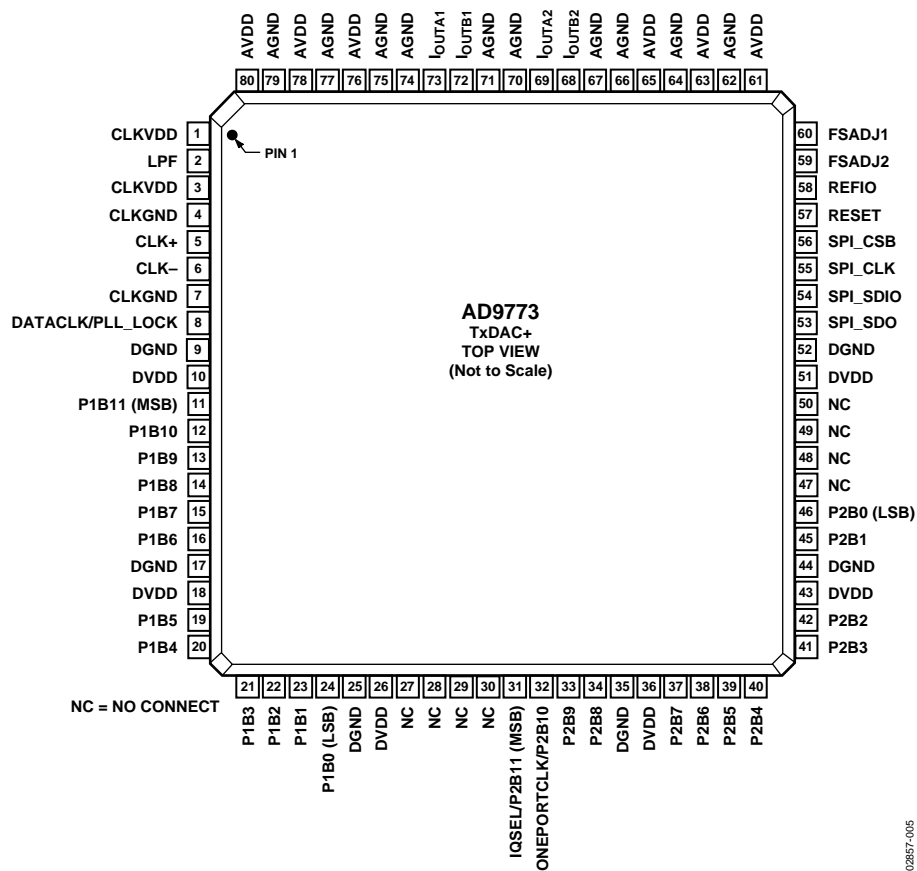 AVDD AGND AVDD AGND AVDD AGND AGND IOUTA1 IOUTB1 AGND AGND IOUTA2 IOUTB2 AGND AGND AVDD AGND AVDD AGND AVDD
80 79 78 77 76 75 74 73 72 71 70 69 68 67 66 65 64 63 62 61
CLKVDD 1
LPF 2
CLKVDD 3
CLKGND 4
CLK+ 5
CLK– 6
CLKGND 7
DATACLK/PLL_LOCK 8
DGND 9
DVDD 10
P1B11 (MSB) 11
P1B10 12
P1B9 13
P1B8 14
P1B7 15
P1B6 16
DGND 17
DVDD 18
P1B5 19
P1B4 20
PIN 1
AD9773
TxDAC+
TOP VIEW
(Not to Scale)
60 FSADJ1
59 FSADJ2
58 REFIO
57 RESET
56 SPI_CSB
55 SPI_CLK
54 SPI_SDIO
53 SPI_SDO
52 DGND
51 DVDD
50 NC
49 NC
48 NC
47 NC
46 P2B0 (LSB)
45 P2B1
44 DGND
43 DVDD
42 P2B2
41 P2B3
21 22 23 24 25 26 27 28 29 30 31 32 33 34 35 36 37 38 39 40
P1B3 P1B2 P1B1 P1B0 (LSB) DGND DVDD NC NC NC NC IQSEL/P2B11 (MSB) ONEPORTCLK/P2B10 P2B9 P2B8 DGND DVDD P2B7 P2B6 P2B5 P2B4
NC = NO CONNECT
02857-005